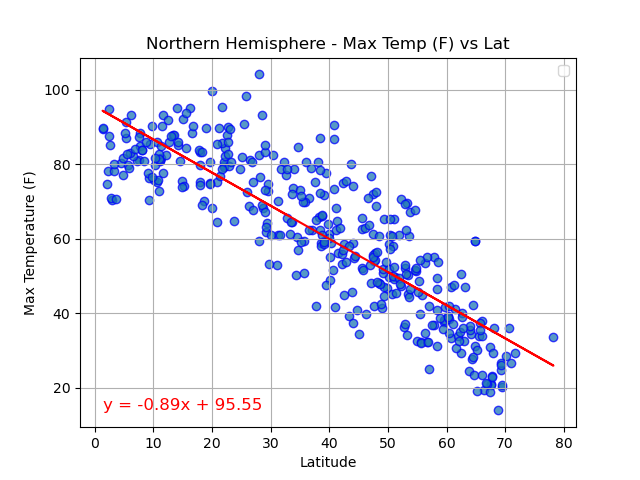 Northern Hemisphere - Max Temp (F) vs Lat
Max Temperature (F)
100
80
60
40
20
y = -0.89x + 95.55
0 10 20 30 40 50 60 70 80
Latitude